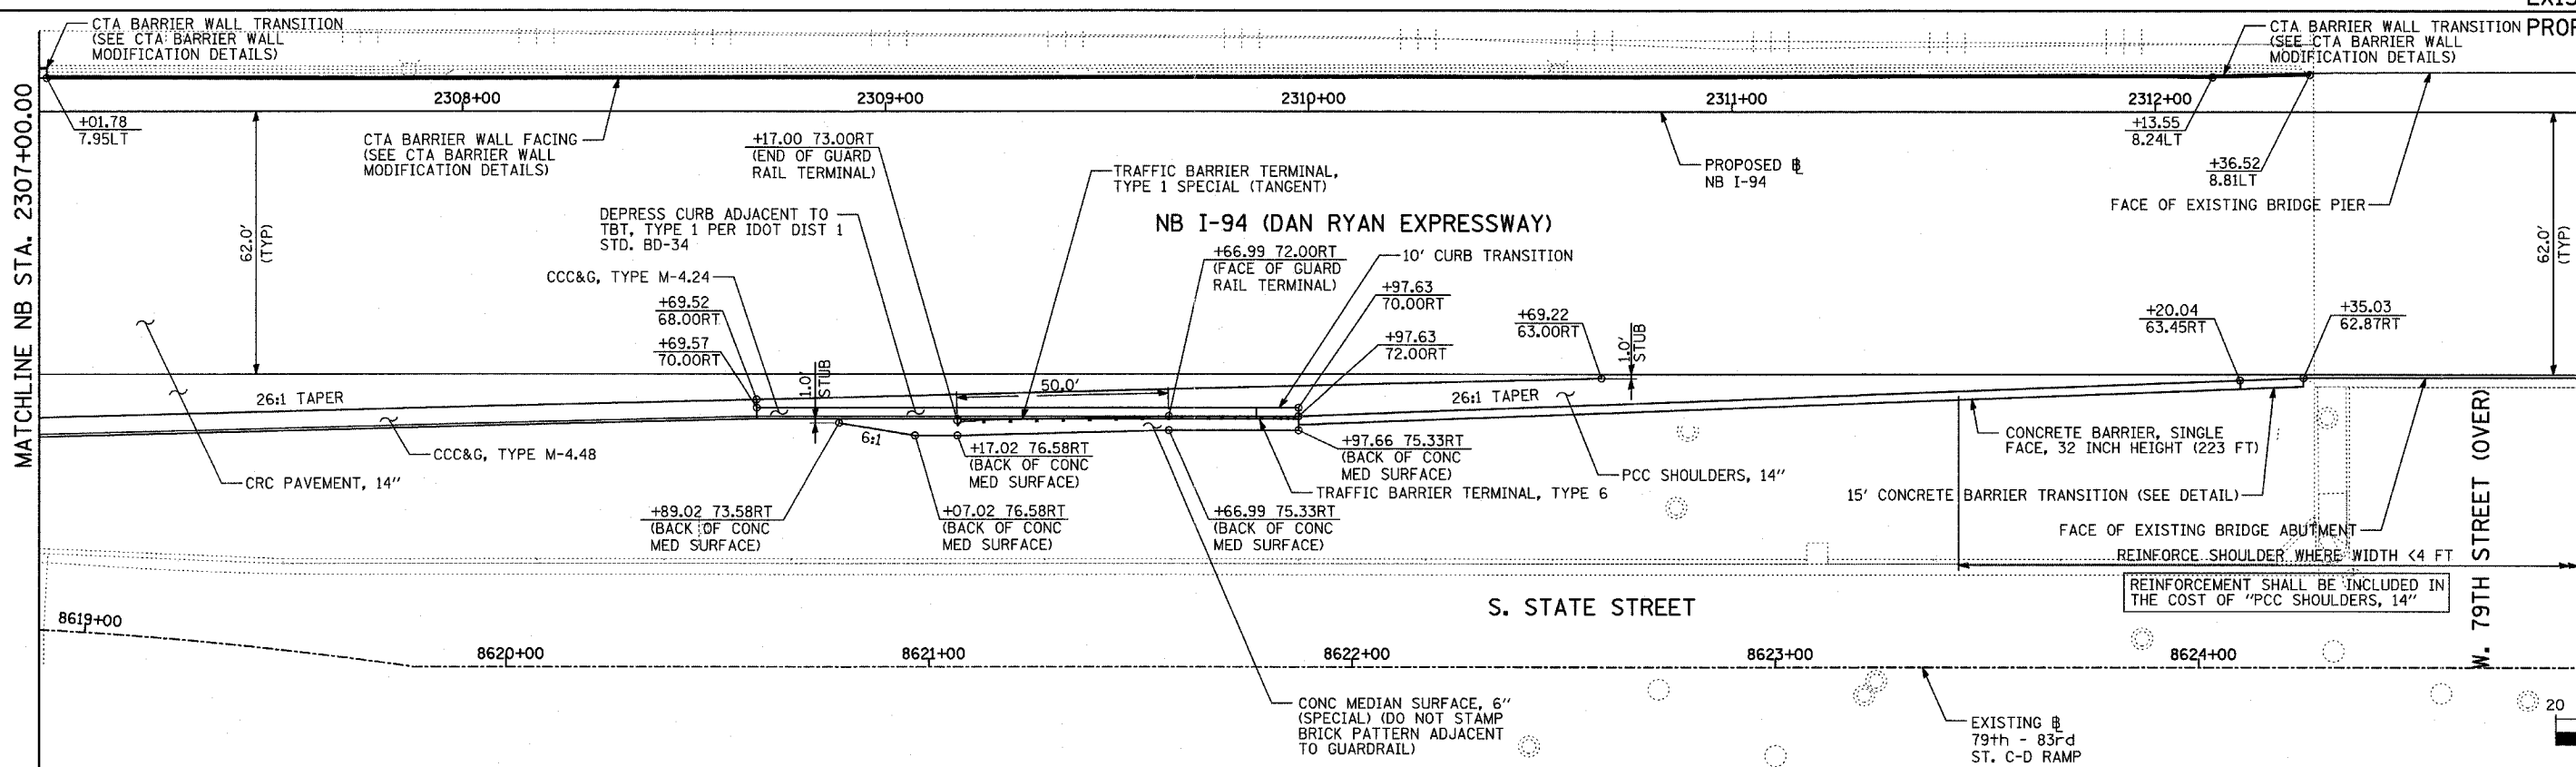 EXIS
CTA BARRIER WALL TRANSITION
(SEE CTA BARRIER WALL
MODIFICATION DETAILS)
CTA BARRIER WALL TRANSITION
(SEE CTA BARRIER WALL
MODIFICATION DETAILS)
PROP
MATCHLINE NB STA. 2307+00.00
2308+00
2309+00
2310+00
2311+00
2312+00
+01.78
7.95LT
CTA BARRIER WALL FACING
(SEE CTA BARRIER WALL
MODIFICATION DETAILS)
+17.00 73.00RT
(END OF GUARD
RAIL TERMINAL)
TRAFFIC BARRIER TERMINAL,
TYPE 1 SPECIAL (TANGENT)
PROPOSED BL
NB I-94
+13.55
8.24LT
+36.52
8.81LT
FACE OF EXISTING BRIDGE PIER
62.0'
(TYP)
62.0'
(TYP)
DEPRESS CURB ADJACENT TO
TBT, TYPE 1 PER IDOT DIST 1
STD. BD-34
NB I-94 (DAN RYAN EXPRESSWAY)
CCC&G, TYPE M-4.24
+66.99 72.00RT
(FACE OF GUARD
RAIL TERMINAL)
10' CURB TRANSITION
+69.52
68.00RT
+69.57
70.00RT
+97.63
70.00RT
+97.63
72.00RT
+69.22
63.00RT
1.0'
STUB
+20.04
63.45RT
+35.03
62.87RT
26:1 TAPER
1.0'
STUB
50.0'
26:1 TAPER
6:1
CCC&G, TYPE M-4.48
CRC PAVEMENT, 14"
+17.02 76.58RT
(BACK OF CONC
MED SURFACE)
+97.66 75.33RT
(BACK OF CONC
MED SURFACE)
PCC SHOULDERS, 14"
TRAFFIC BARRIER TERMINAL, TYPE 6
CONCRETE BARRIER, SINGLE
FACE, 32 INCH HEIGHT (223 FT)
15' CONCRETE BARRIER TRANSITION (SEE DETAIL)
+89.02 73.58RT
(BACK OF CONC
MED SURFACE)
+07.02 76.58RT
(BACK OF CONC
MED SURFACE)
+66.99 75.33RT
(BACK OF CONC
MED SURFACE)
FACE OF EXISTING BRIDGE ABUTMENT
REINFORCE SHOULDER WHERE WIDTH <4 FT
REINFORCEMENT SHALL BE INCLUDED IN
THE COST OF "PCC SHOULDERS, 14"
W. 79TH STREET (OVER)
S. STATE STREET
8619+00
8620+00
8621+00
8622+00
8623+00
8624+00
CONC MEDIAN SURFACE, 6"
(SPECIAL) (DO NOT STAMP
BRICK PATTERN ADJACENT
TO GUARDRAIL)
EXISTING BL
79th - 83rd
ST. C-D RAMP
20